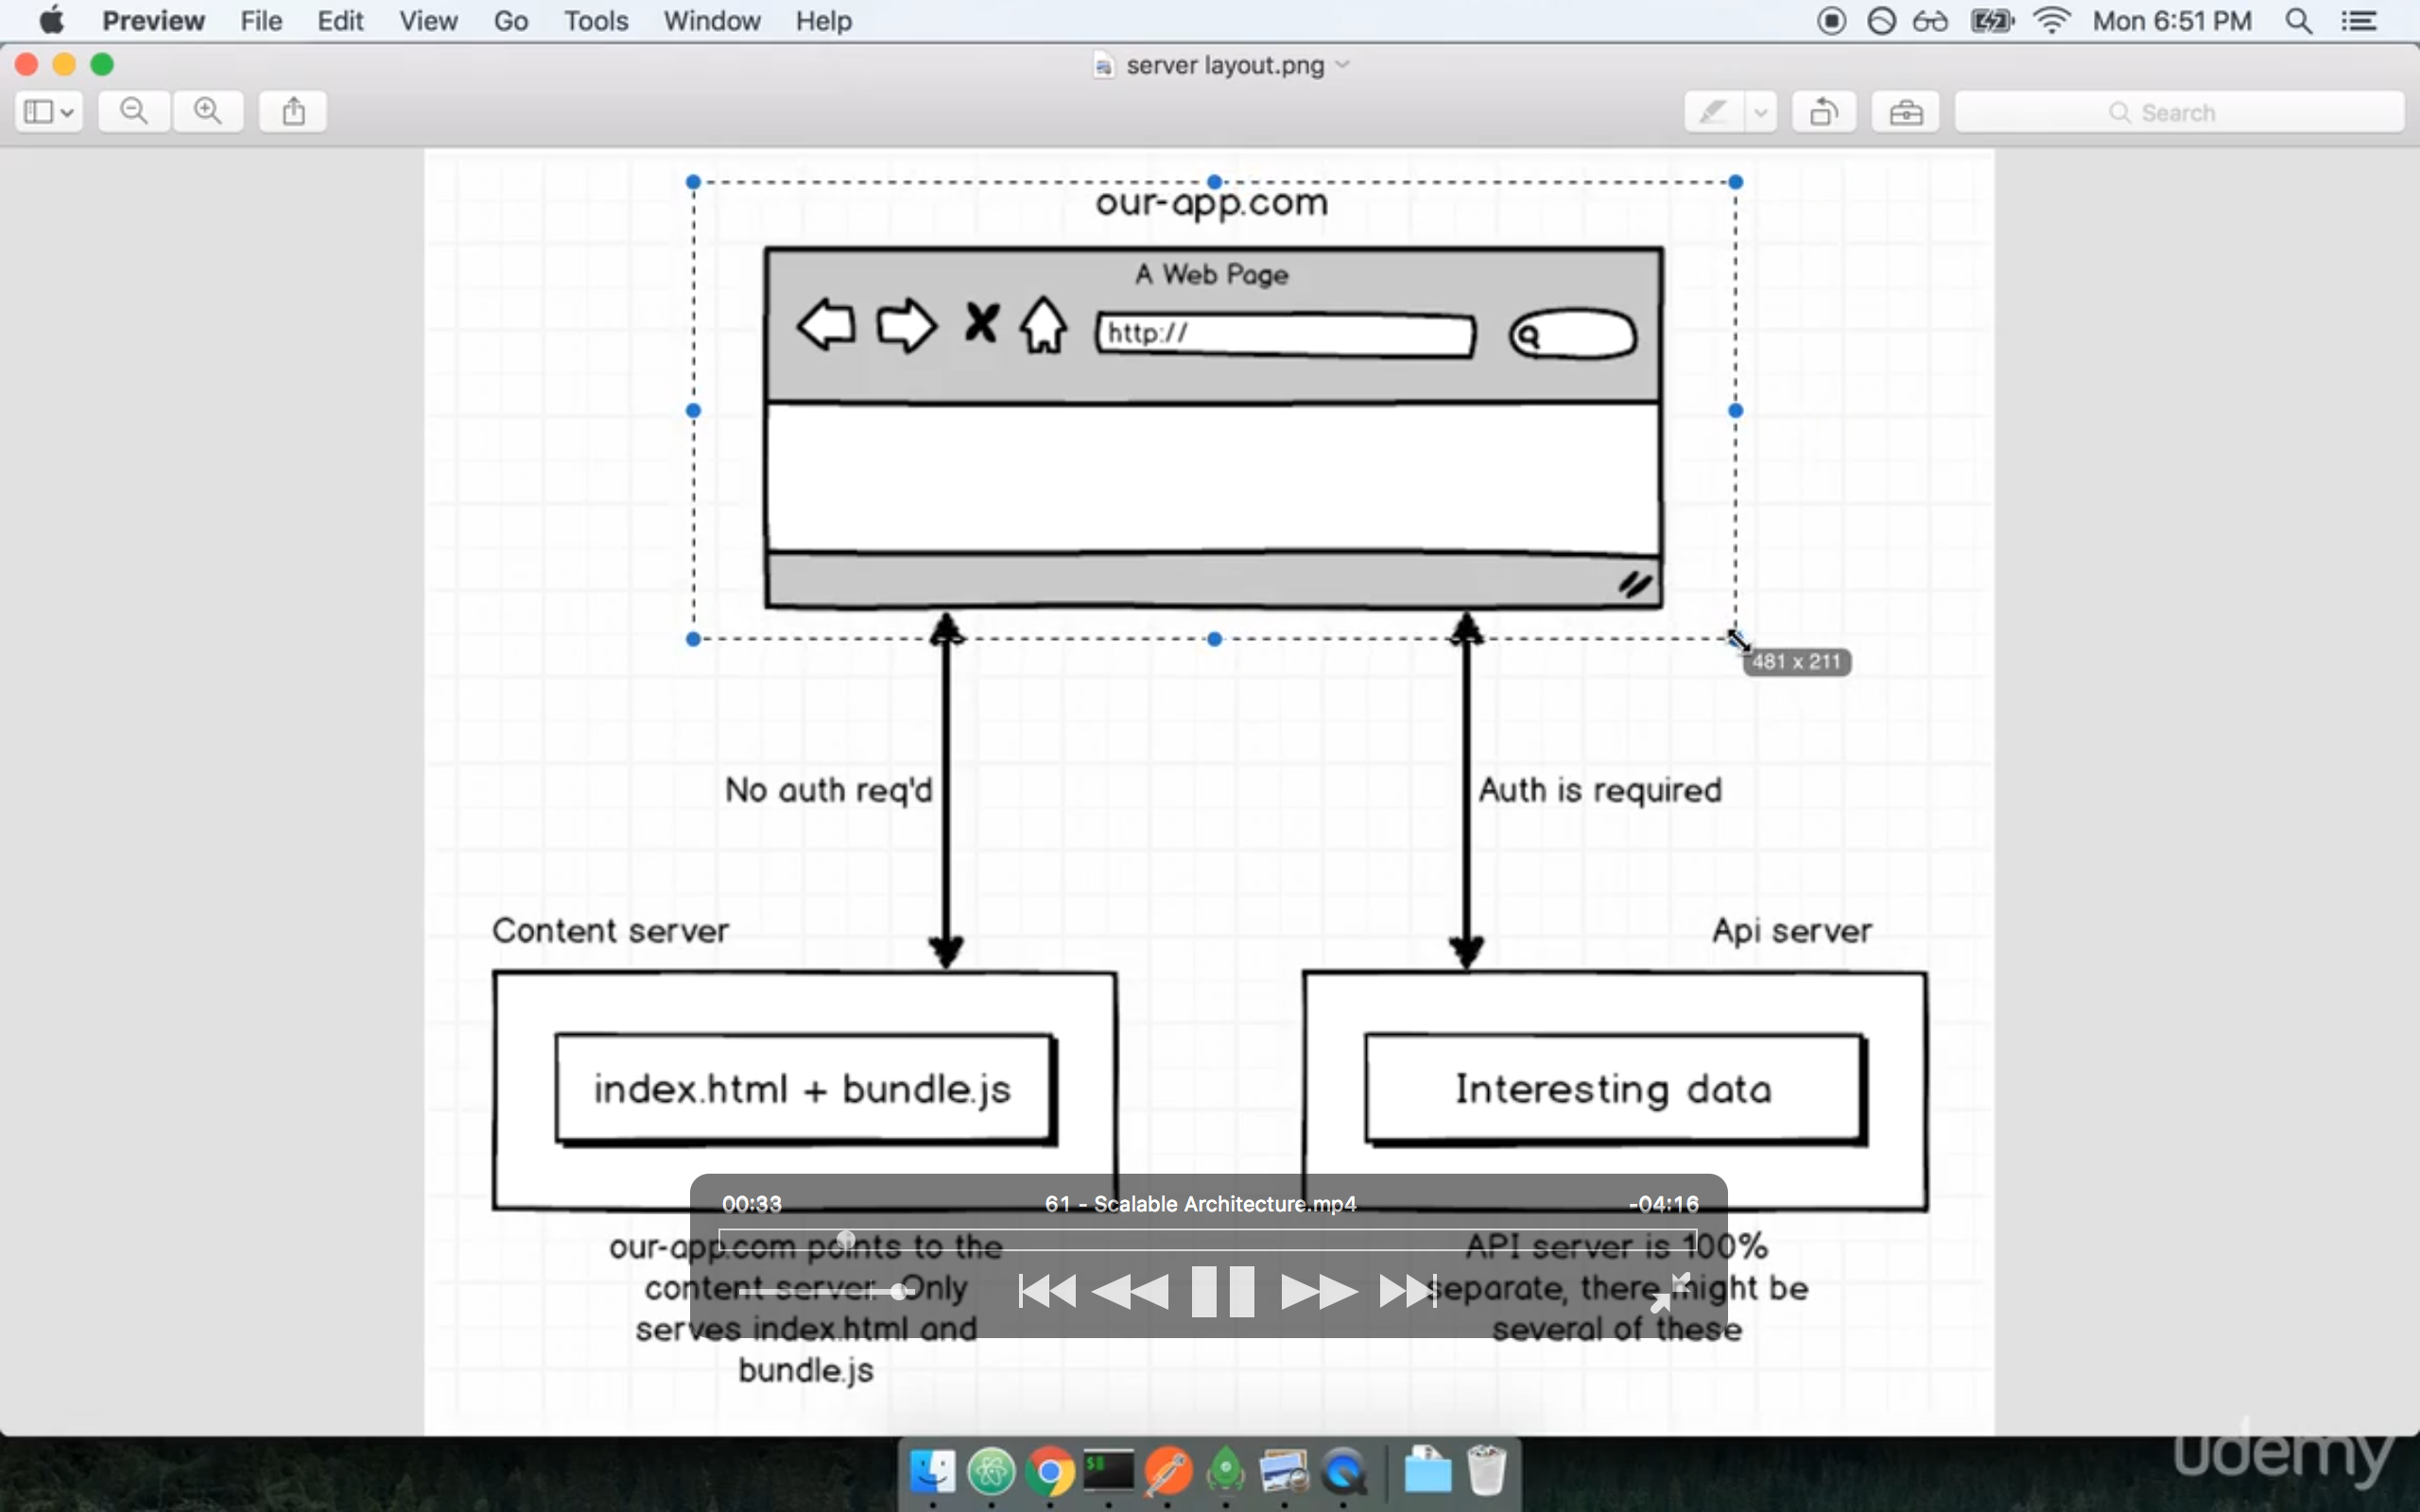 Preview File Edit View Go Tools Window Help Mon 6:51 PM
server layout.png
Search
our-app.com
A Web Page
http://
481 x 211
No auth req'd
Auth is required
Content server
Api server
index.html + bundle.js
Interesting data
00:33 61 - Scalable Architecture.mp4 -04:16
our-app.com points to the
content server. Only
serves index.html and
bundle.js
API server is 100%
separate, there might be
several of these
$
udemy